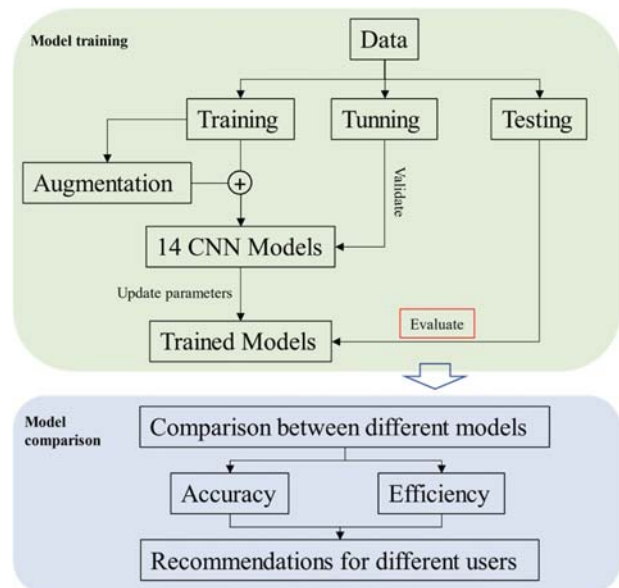 Model training
Data
Training
Tunning
Testing
Augmentation
+
Validate
14 CNN Models
Update parameters
Evaluate
Trained Models
Model
comparison
Comparison between different models
Accuracy
Efficiency
Recommendations for different users